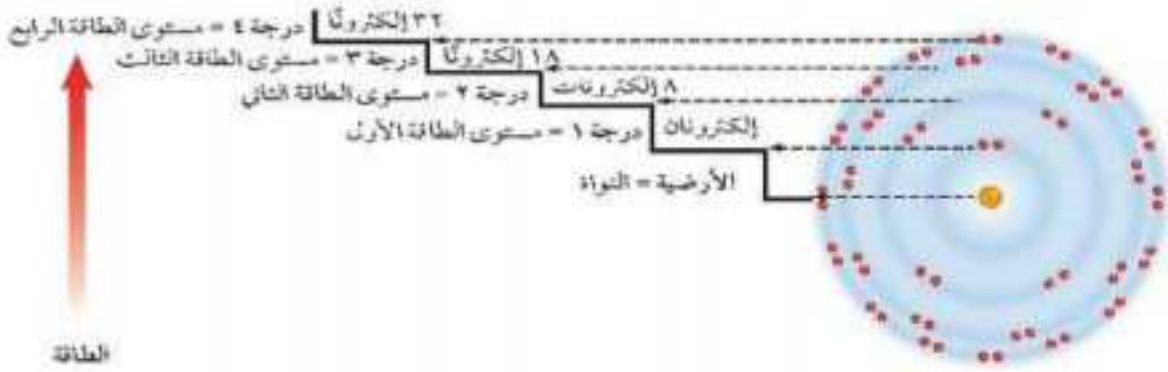 ٣٢ إلكترونًا
درجة ٤ = مستوى الطاقة الرابع
١٨ إلكترونًا
درجة ٣ = مستوى الطاقة الثالث
٨ إلكترونات
درجة ٢ = مستوى الطاقة الثاني
إلكترونان
درجة ١ = مستوى الطاقة الأول
الأرضية = النواة
الطاقة